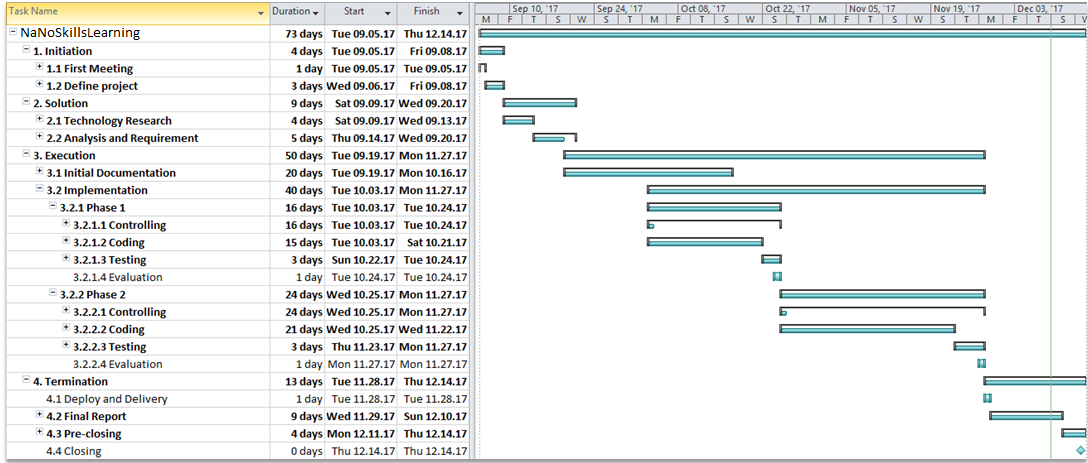 Task Name Duration Start Finish Sep 10, '17 Sep 24, '17 Oct 08, '17 Oct 22, '17 Nov 05, '17 Nov 19, '17 Dec 03, '17
M F T S W M F T S W M F T S W M F T S W
NaNoSkillsLearning 73 days Tue 09.05.17 Thu 12.14.17
1. Initiation 4 days Tue 09.05.17 Fri 09.08.17
1.1 First Meeting 1 day Tue 09.05.17 Tue 09.05.17
1.2 Define project 3 days Wed 09.06.17 Fri 09.08.17
2. Solution 9 days Sat 09.09.17 Wed 09.20.17
2.1 Technology Research 4 days Sat 09.09.17 Wed 09.13.17
2.2 Analysis and Requirement 5 days Thu 09.14.17 Wed 09.20.17
3. Execution 50 days Tue 09.19.17 Mon 11.27.17
3.1 Initial Documentation 20 days Tue 09.19.17 Mon 10.16.17
3.2 Implementation 40 days Tue 10.03.17 Mon 11.27.17
3.2.1 Phase 1 16 days Tue 10.03.17 Tue 10.24.17
3.2.1.1 Controlling 16 days Tue 10.03.17 Tue 10.24.17
3.2.1.2 Coding 15 days Tue 10.03.17 Sat 10.21.17
3.2.1.3 Testing 3 days Sun 10.22.17 Tue 10.24.17
3.2.1.4 Evaluation 1 day Tue 10.24.17 Tue 10.24.17
3.2.2 Phase 2 24 days Wed 10.25.17 Mon 11.27.17
3.2.2.1 Controlling 24 days Wed 10.25.17 Mon 11.27.17
3.2.2.2 Coding 21 days Wed 10.25.17 Wed 11.22.17
3.2.2.3 Testing 3 days Thu 11.23.17 Mon 11.27.17
3.2.2.4 Evaluation 1 day Mon 11.27.17 Mon 11.27.17
4. Termination 13 days Tue 11.28.17 Thu 12.14.17
4.1 Deploy and Delivery 1 day Tue 11.28.17 Tue 11.28.17
4.2 Final Report 9 days Wed 11.29.17 Sun 12.10.17
4.3 Pre-closing 4 days Mon 12.11.17 Thu 12.14.17
4.4 Closing 0 days Thu 12.14.17 Thu 12.14.17